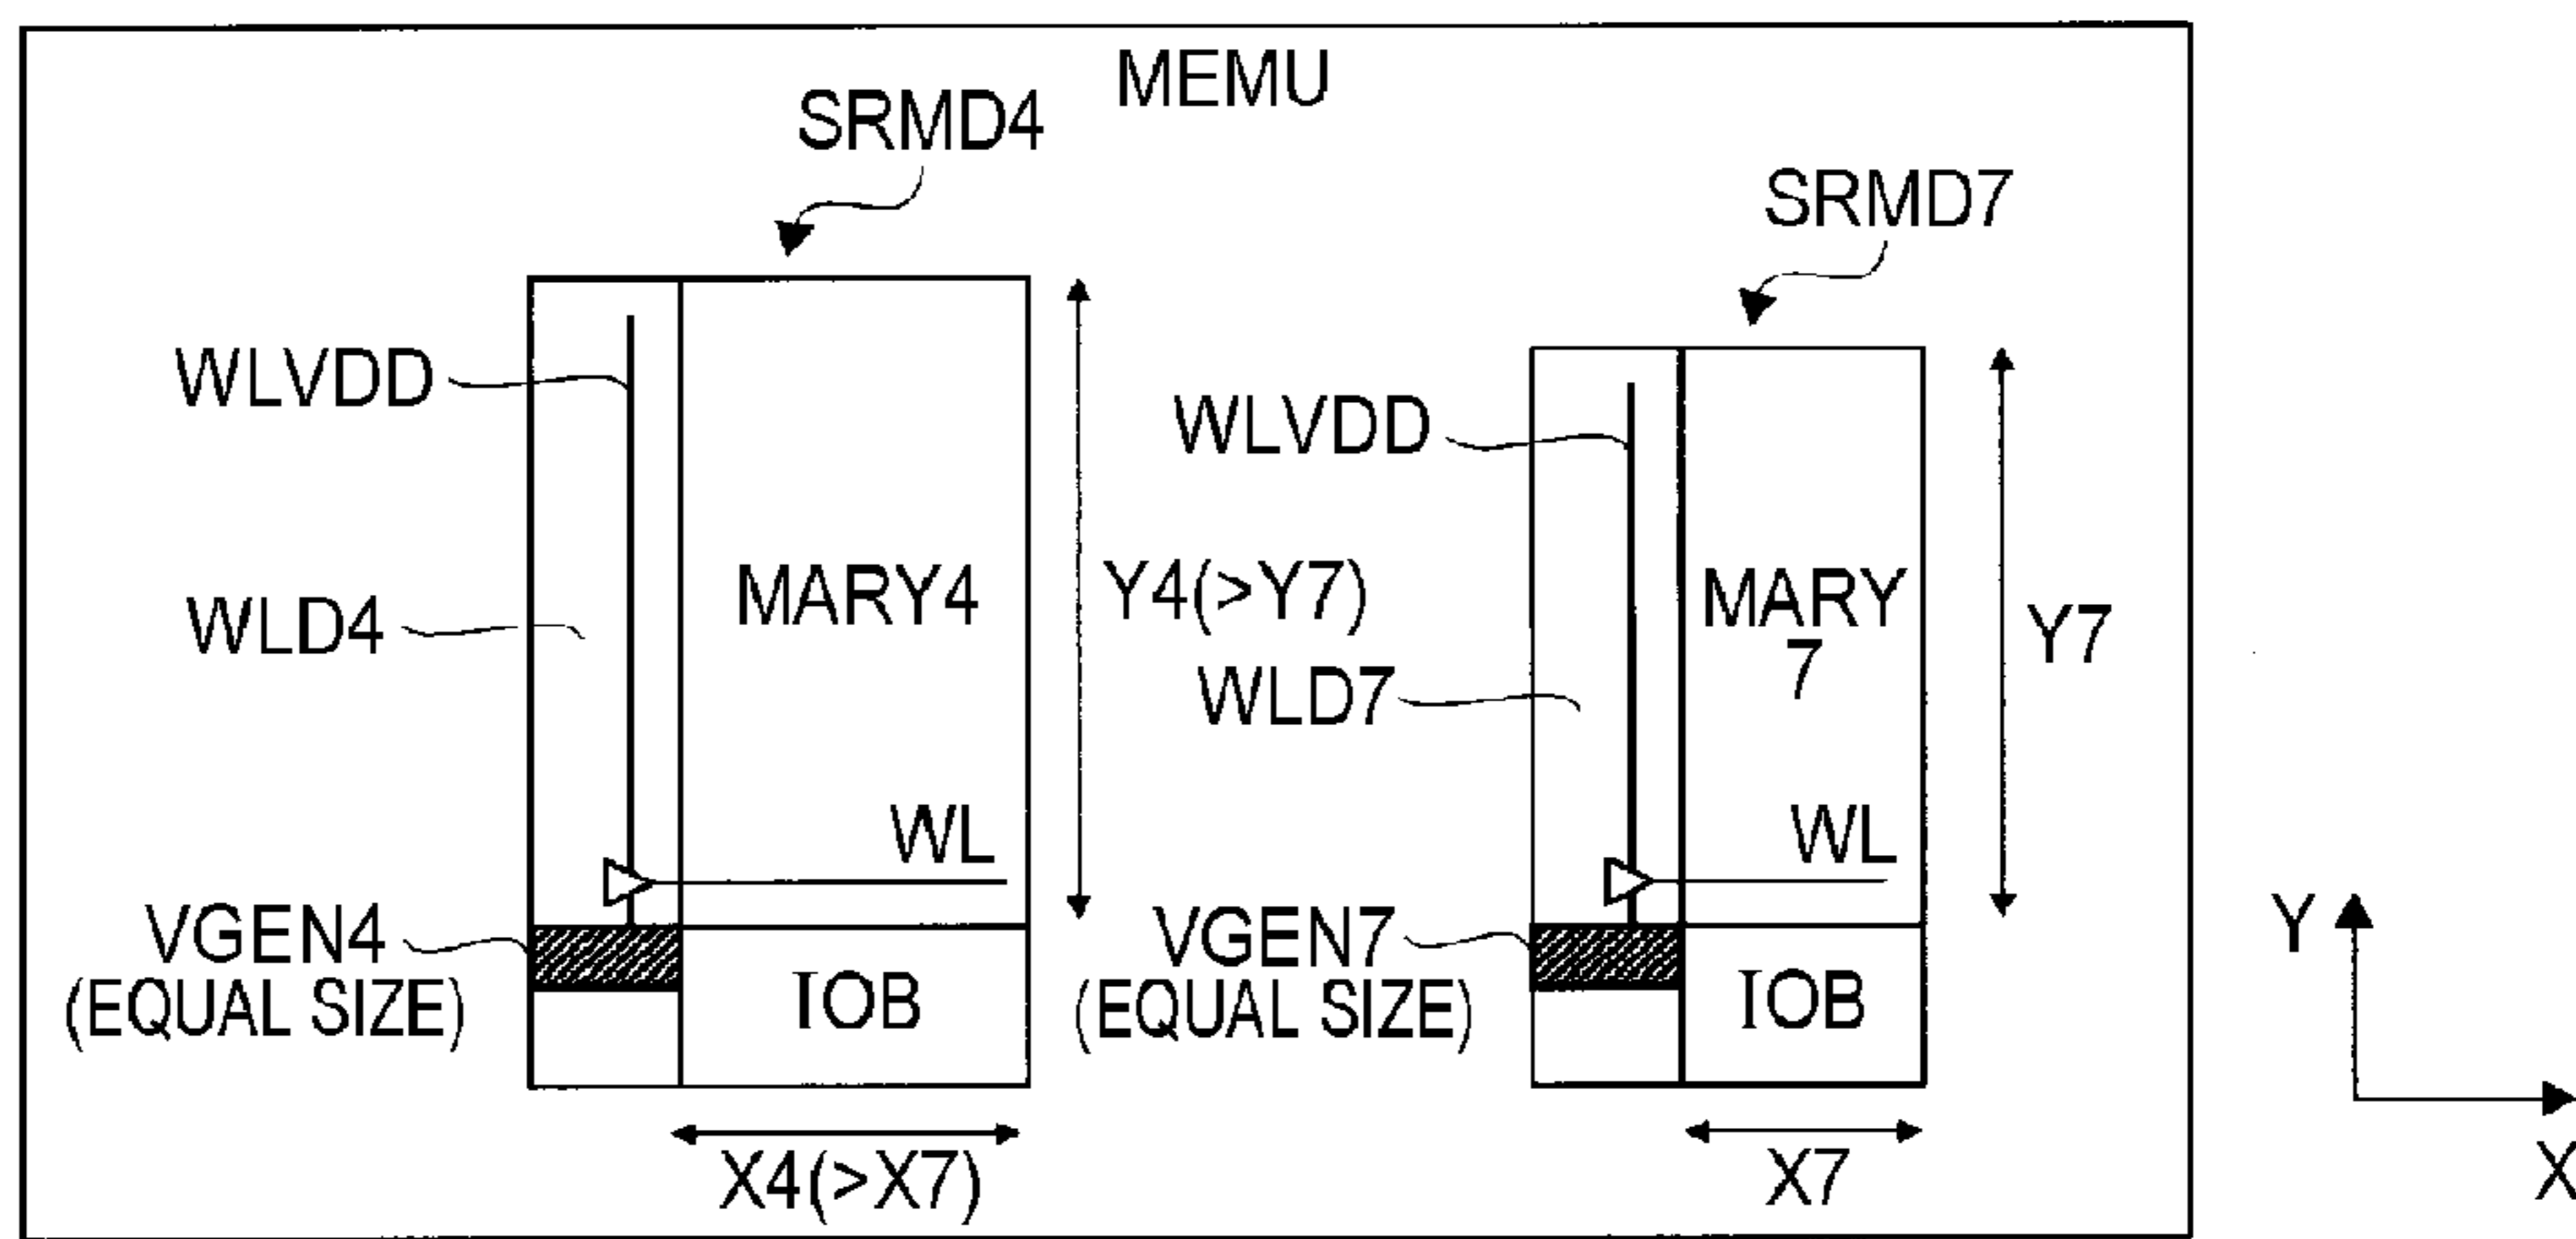 MEMU
SRMD4
SRMD7
WLVDD
WLVDD
WLD4
MARY4
Y4(>Y7)
MARY
7
Y7
WLD7
WL
WL
VGEN4
(EQUAL SIZE)
IOB
VGEN7
(EQUAL SIZE)
IOB
Y
X4(>X7)
X7
X